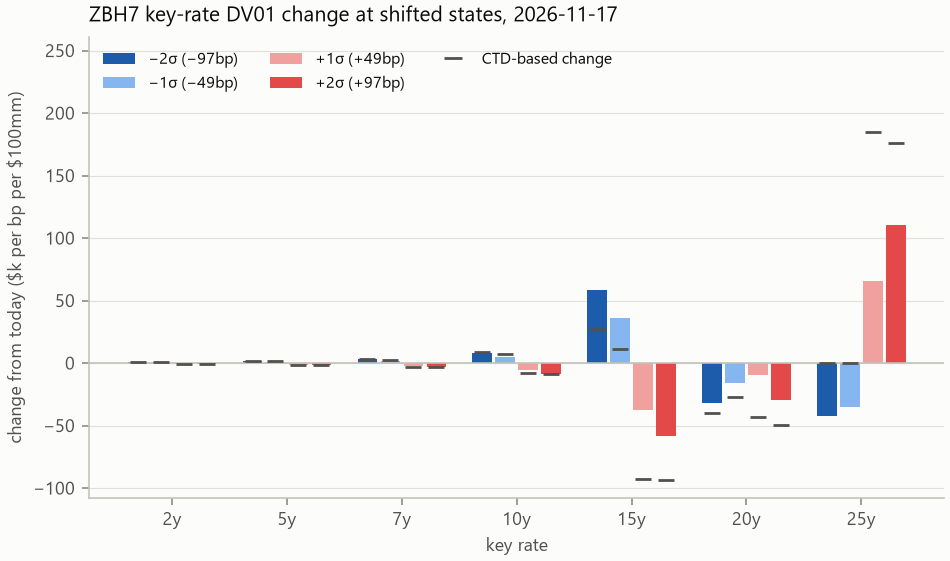 ZBH7 key-rate DV01 change at shifted states, 2026-11-17
−2σ (−97bp)
−1σ (−49bp)
+1σ (+49bp)
+2σ (+97bp)
CTD-based change
change from today ($k per bp per $100mm)
250
200
150
100
50
0
−50
−100
2y
5y
7y
10y
15y
20y
25y
key rate